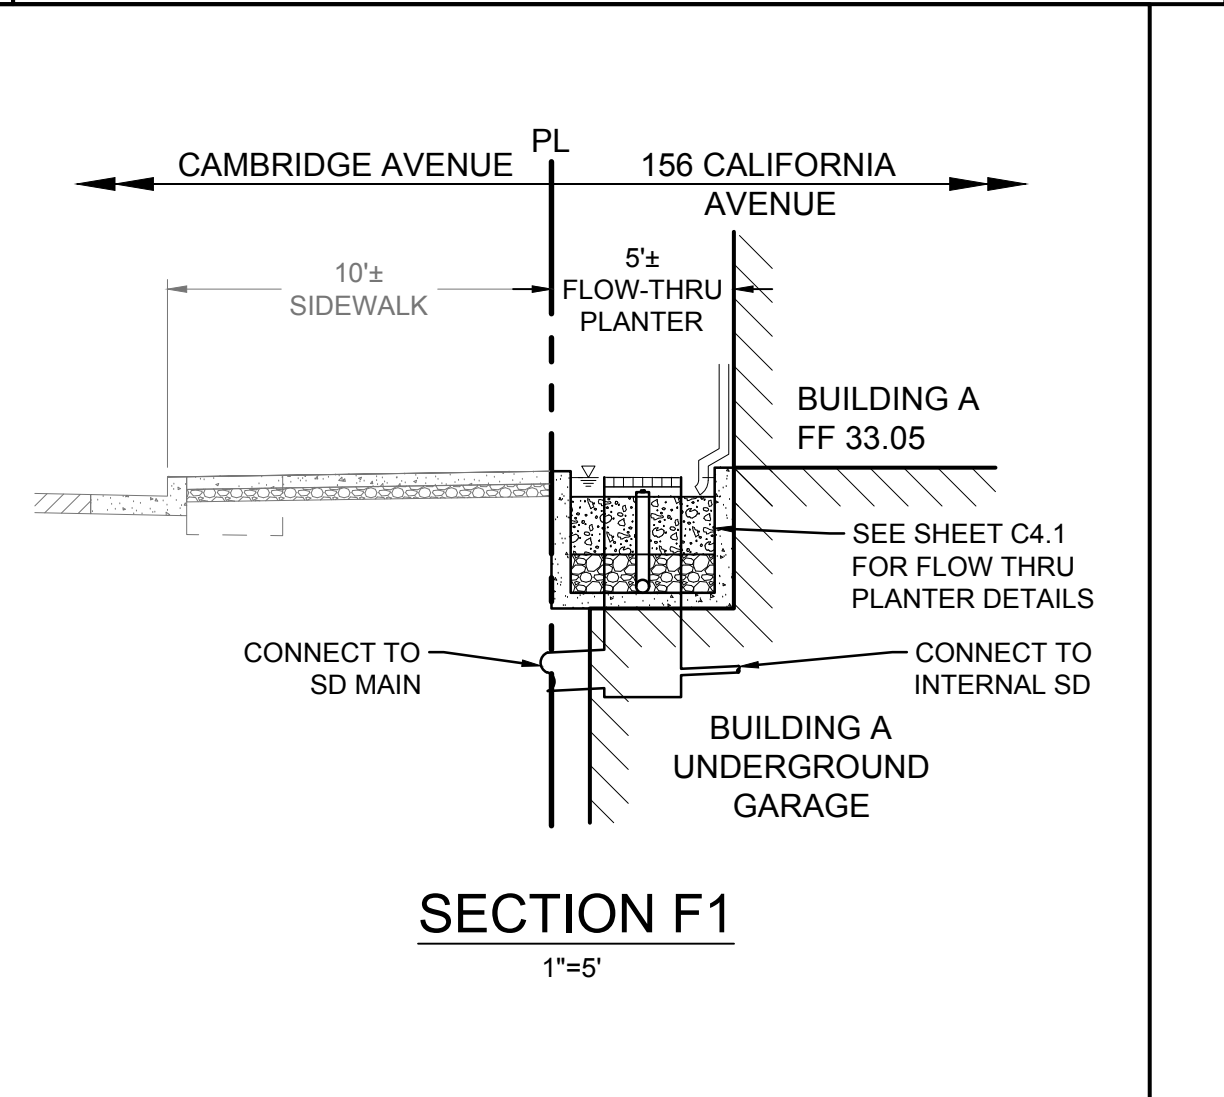 PL
CAMBRIDGE AVENUE
156 CALIFORNIA
AVENUE
10'±
SIDEWALK
5'±
FLOW-THRU
PLANTER
BUILDING A
FF 33.05
SEE SHEET C4.1
FOR FLOW THRU
PLANTER DETAILS
CONNECT TO
SD MAIN
CONNECT TO
INTERNAL SD
BUILDING A
UNDERGROUND
GARAGE
SECTION F1
1"=5'